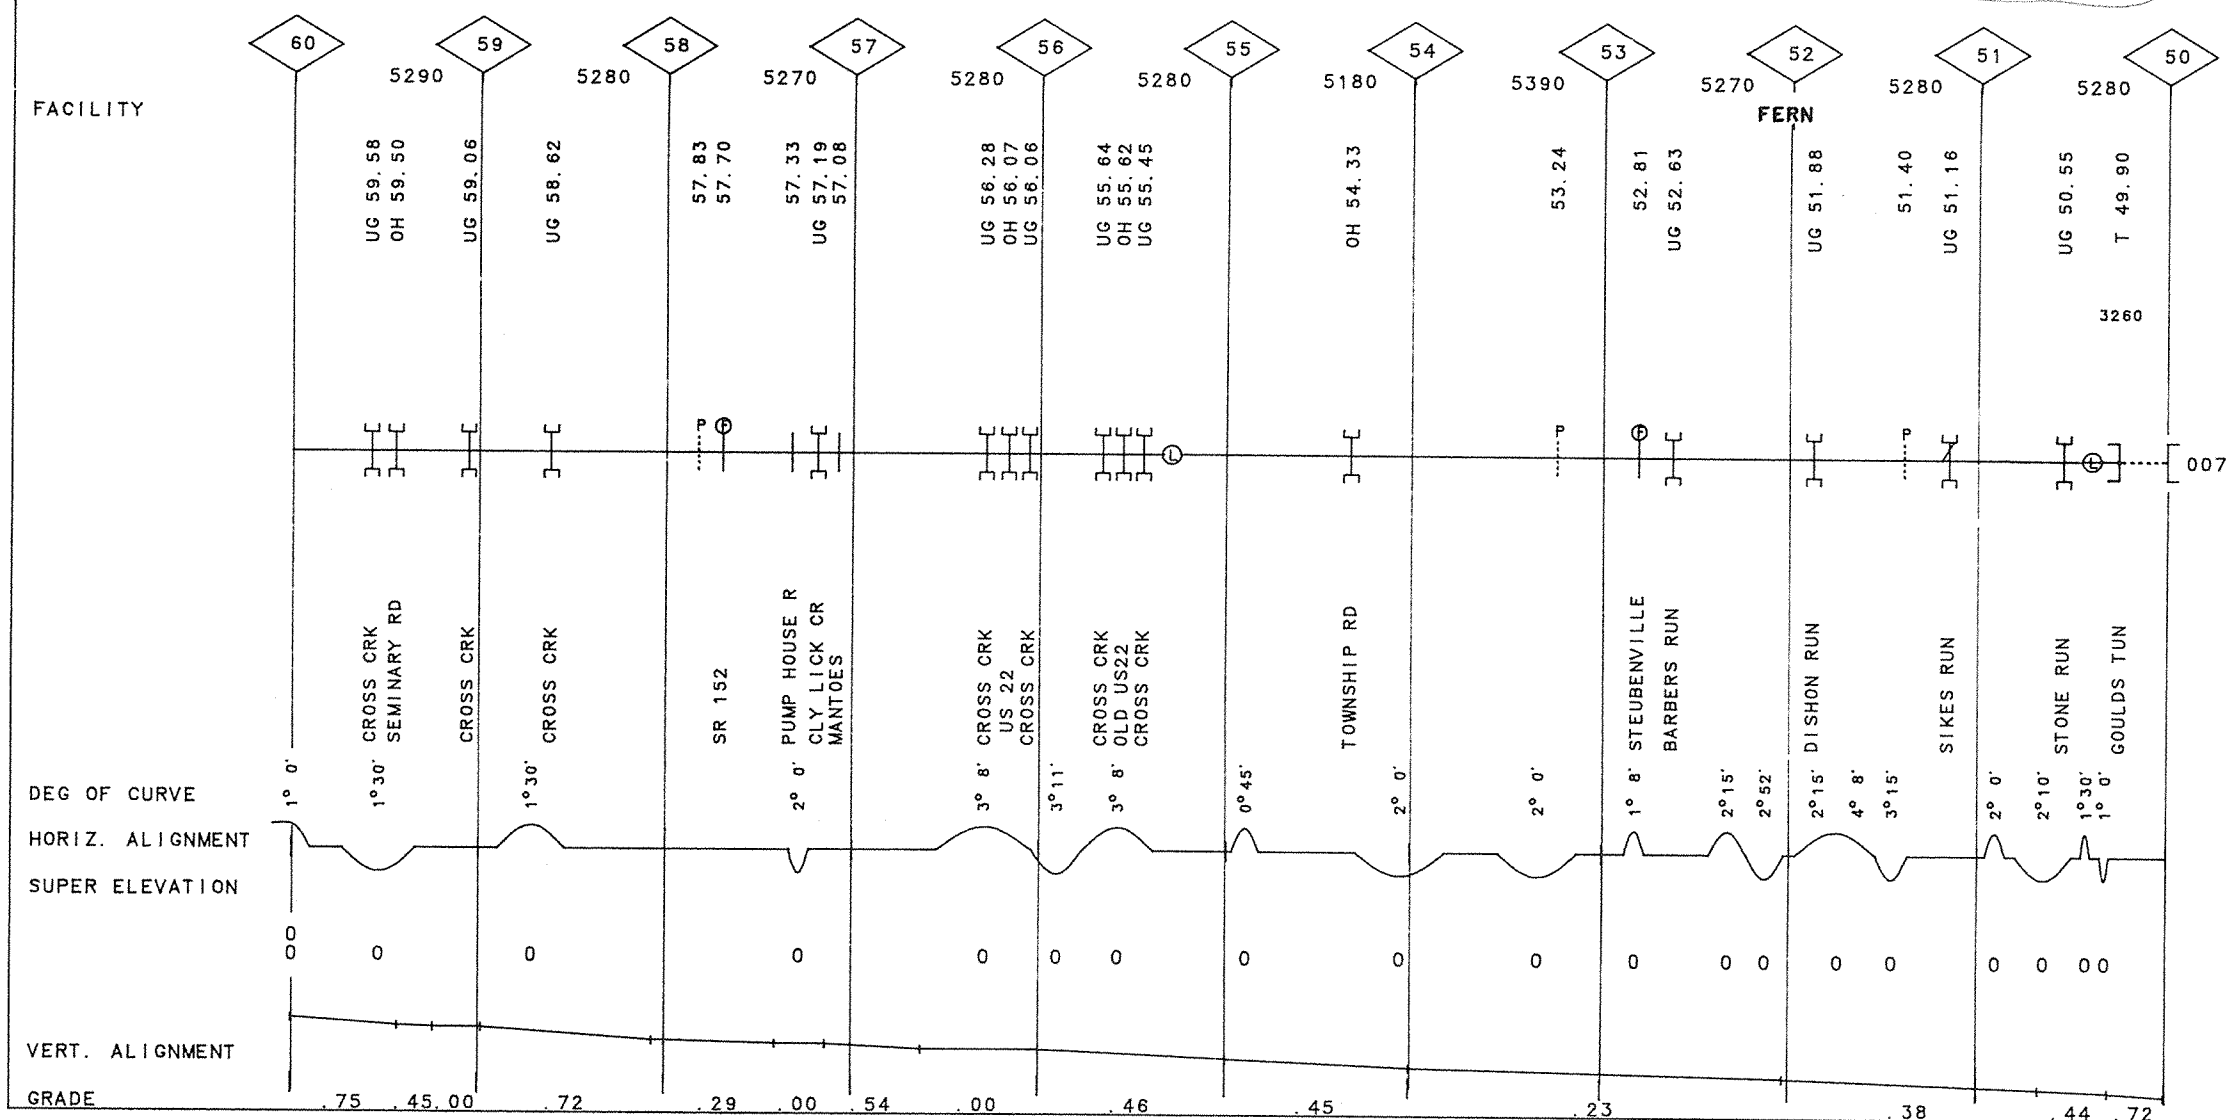 60 59 58 57 56 55 54 53 52 51 50
5290 5280 5270 5280 5280 5180 5390 5270 5280 5280
FACILITY
FERN
UG 59.58
OH 59.50
UG 59.06
UG 58.62
57.83
57.70
57.33
UG 57.19
57.08
UG 56.28
OH 56.07
UG 56.06
UG 55.64
OH 55.62
UG 55.45
OH 54.33
53.24
52.81
UG 52.63
UG 51.88
51.40
UG 51.16
UG 50.55
T 49.90
3260
P F L P F P L 007
CROSS CRK
SEMINARY RD
CROSS CRK
CROSS CRK
SR 152
PUMP HOUSE R
CLY LICK CR
MANTOES
CROSS CRK
US 22
CROSS CRK
CROSS CRK
OLD US22
CROSS CRK
TOWNSHIP RD
STEUBENVILLE
BARBERS RUN
DISHON RUN
SIKES RUN
STONE RUN
GOULDS TUN
DEG OF CURVE
1° 0' 1°30' 1°30' 2° 0' 3° 8' 3°11' 3° 8' 0°45' 2° 0' 2° 0' 1° 8' 2°15' 2°52' 2°15' 4° 8' 3°15' 2° 0' 2°10' 1°30' 1° 0'
HORIZ. ALIGNMENT
SUPER ELEVATION
0
0 0 0 0 0 0 0 0 0 0 0 0 0 0 0 0 0 0 0
VERT. ALIGNMENT
GRADE .75 .45 .00 .72 .29 .00 .54 .00 .46 .45 .23 .38 .44 .72